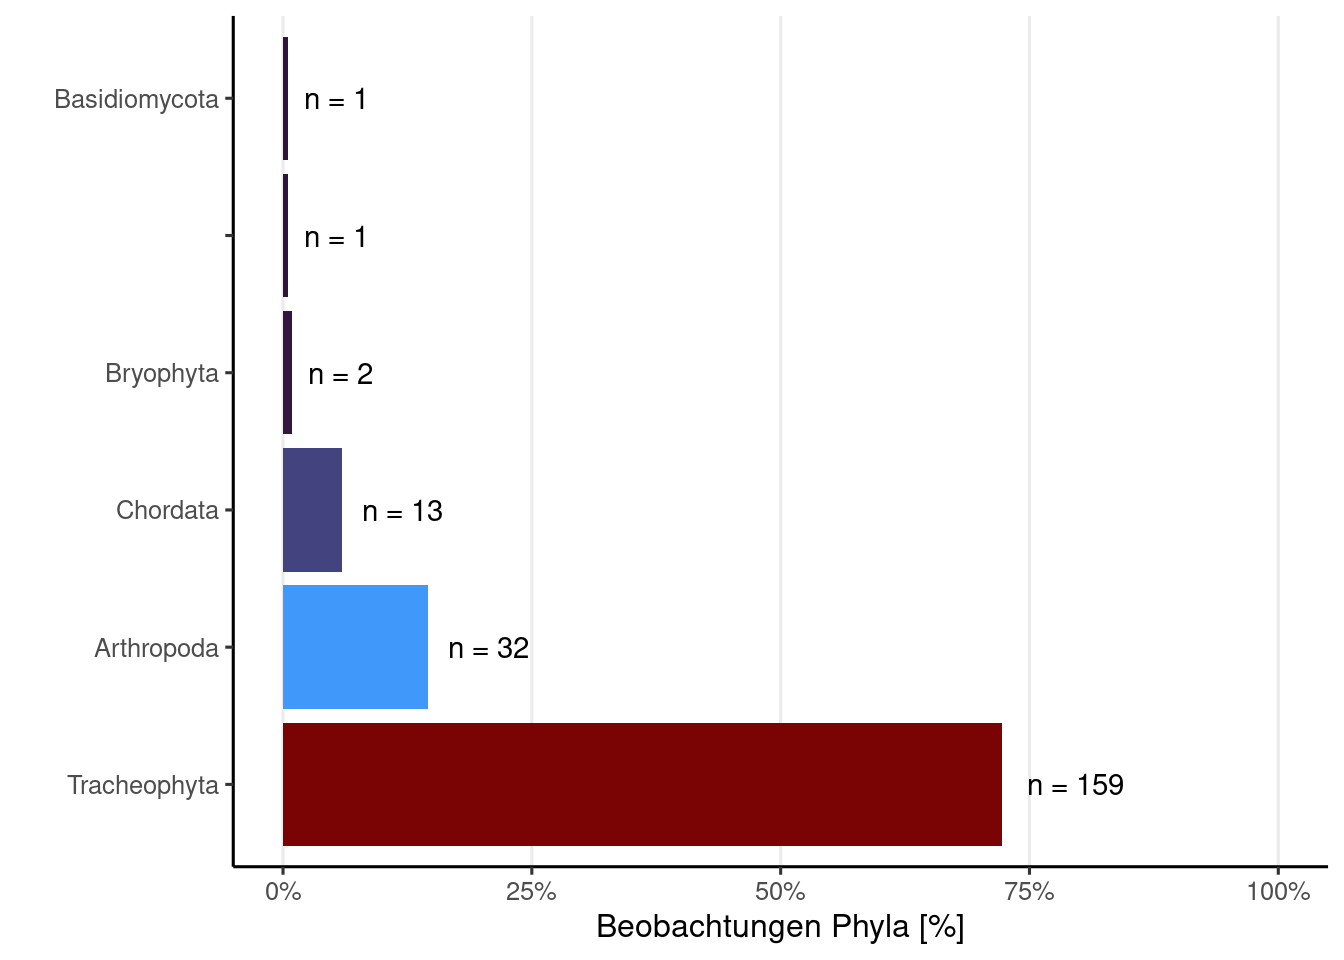 Basidiomycota
n = 1
n = 1
Bryophyta
n = 2
Chordata
n = 13
Arthropoda
n = 32
Tracheophyta
n = 159
0%
25%
50%
75%
100%
Beobachtungen Phyla [%]